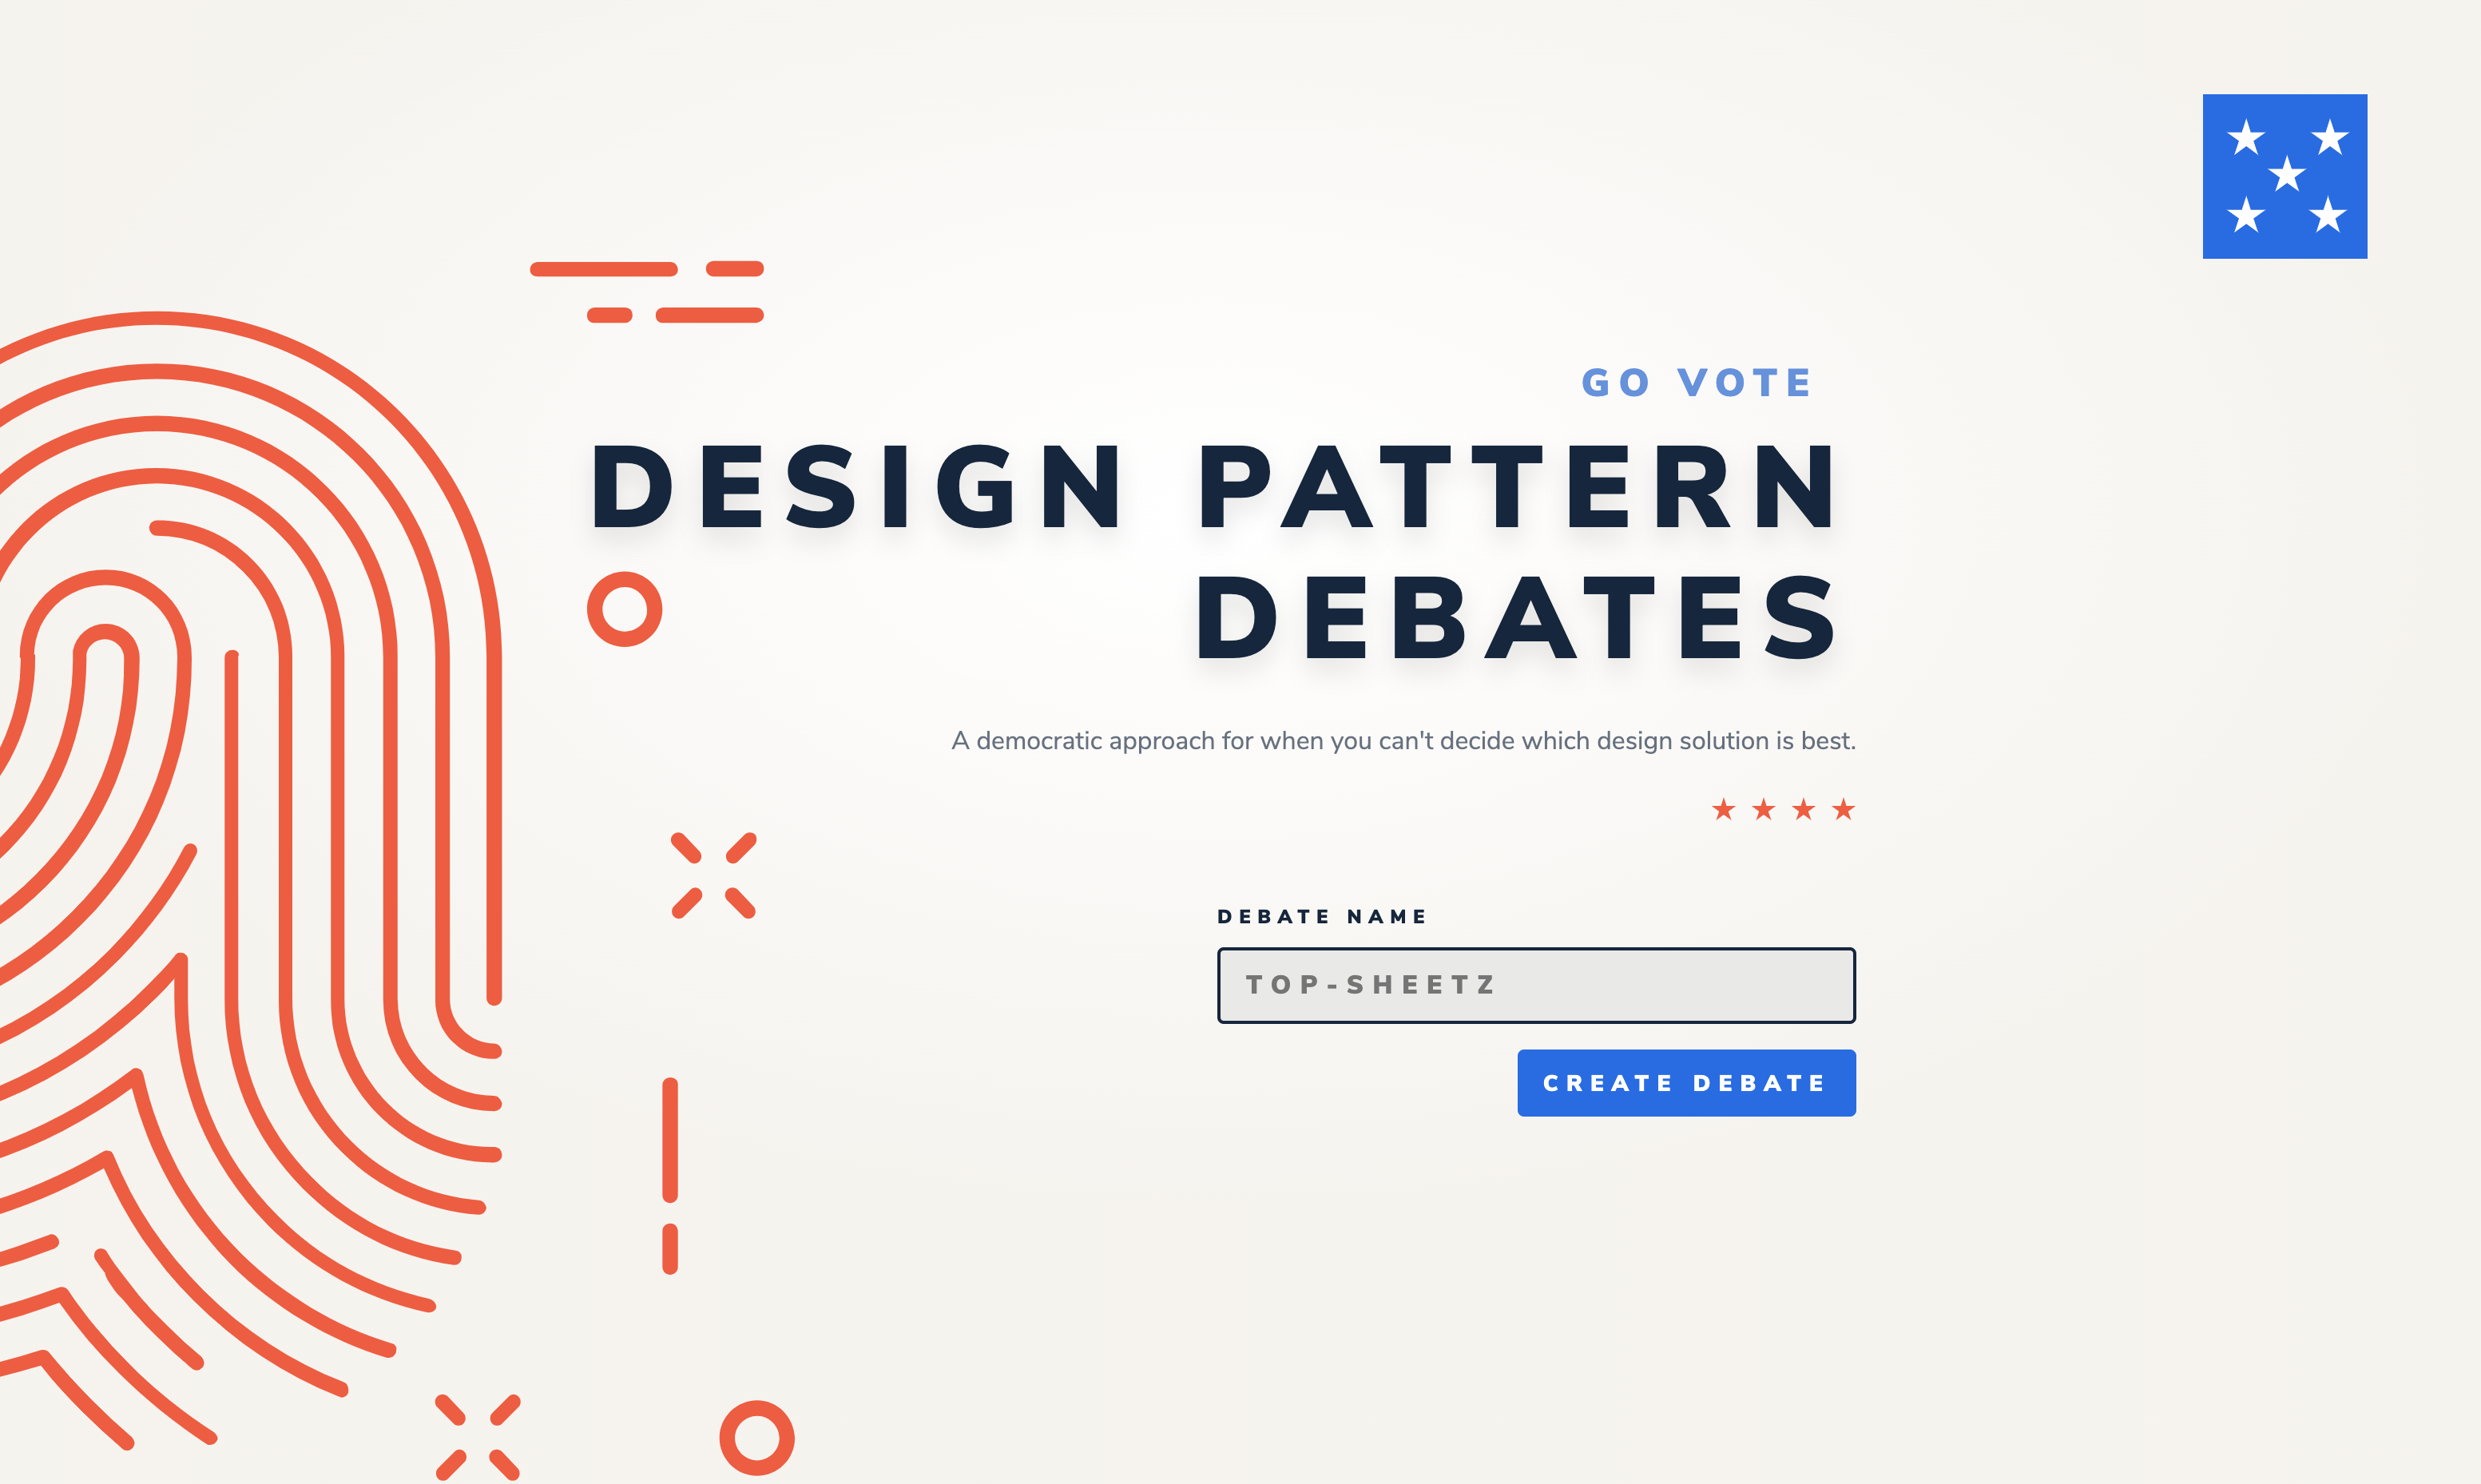 GO VOTE
DESIGN PATTERN
DEBATES
A democratic approach for when you can't decide which design solution is best.
DEBATE NAME
TOP-SHEETZ
CREATE DEBATE